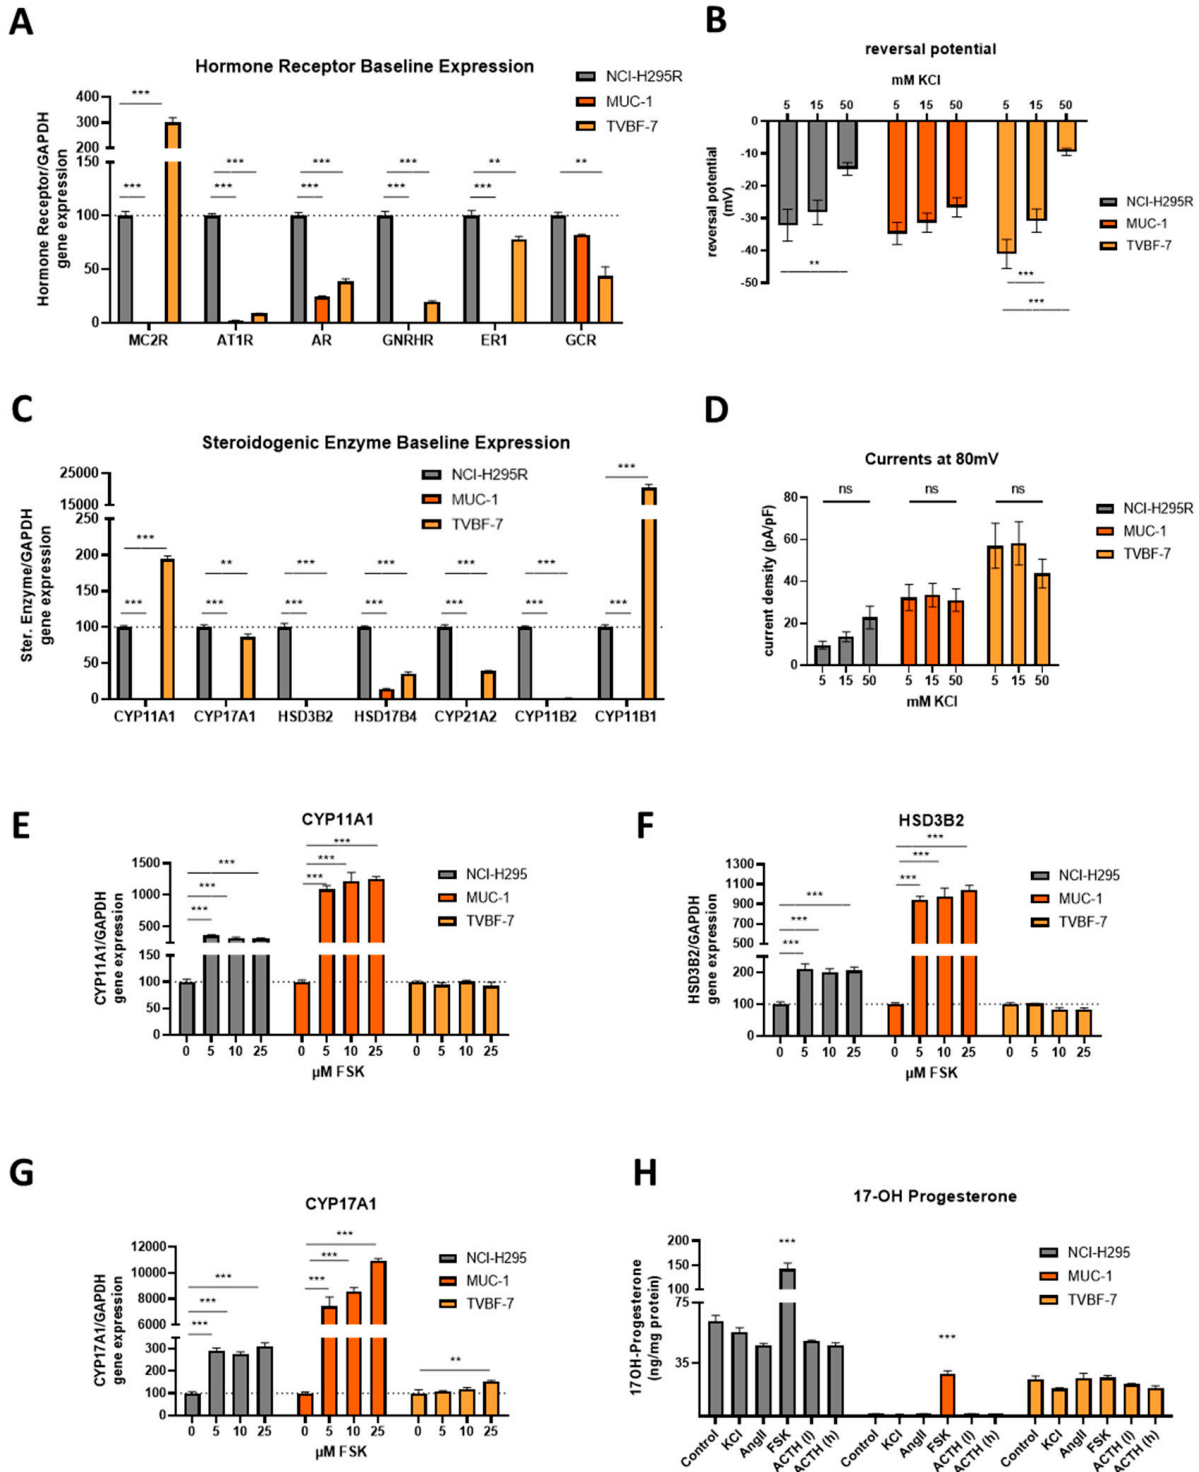 A
Hormone Receptor Baseline Expression
NCI-H295R
MUC-1
TVBF-7
Hormone Receptor/GAPDH
gene expression
400
300
200
150
100
50
0
***
***
***
***
***
***
***
***
**
***
**
MC2R AT1R AR GNRHR ER1 GCR
B
reversal potential
mM KCl
5 15 50 5 15 50 5 15 50
reversal potential
(mV)
0
-10
-20
-30
-40
-50
**
***
***
NCI-H295R
MUC-1
TVBF-7
C
Steroidogenic Enzyme Baseline Expression
NCI-H295R
MUC-1
TVBF-7
Ster. Enzyme/GAPDH
gene expression
25000
15000
250
200
150
100
50
0
***
*** ** *** *** *** ***
*** *** *** *** *** *** ***
CYP11A1 CYP17A1 HSD3B2 HSD17B4 CYP21A2 CYP11B2 CYP11B1
D
Currents at 80mV
current density (pA/pF)
80
60
40
20
0
ns ns ns
5 15 50 5 15 50 5 15 50
mM KCl
NCI-H295R
MUC-1
TVBF-7
E
CYP11A1
CYP11A1/GAPDH
gene expression
1500
1000
500
150
100
50
0
***
***
***
***
***
***
0 5 10 25 0 5 10 25 0 5 10 25
µM FSK
NCI-H295
MUC-1
TVBF-7
F
HSD3B2
HSD3B2/GAPDH
gene expression
1300
1100
900
700
500
200
100
0
***
***
***
***
***
***
0 5 10 25 0 5 10 25 0 5 10 25
µM FSK
NCI-H295
MUC-1
TVBF-7
G
CYP17A1
CYP17A1/GAPDH
gene expression
12000
10000
8000
6000
300
200
100
0
***
***
***
***
***
***
**
0 5 10 25 0 5 10 25 0 5 10 25
µM FSK
NCI-H295
MUC-1
TVBF-7
H
17-OH Progesterone
17OH-Progesterone
(ng/mg protein)
200
150
100
75
35
***
***
Control KCl AngII FSK ACTH (l) ACTH (h) Control KCl AngII FSK ACTH (l) ACTH (h) Control KCl AngII FSK ACTH (l) ACTH (h)
NCI-H295
MUC-1
TVBF-7